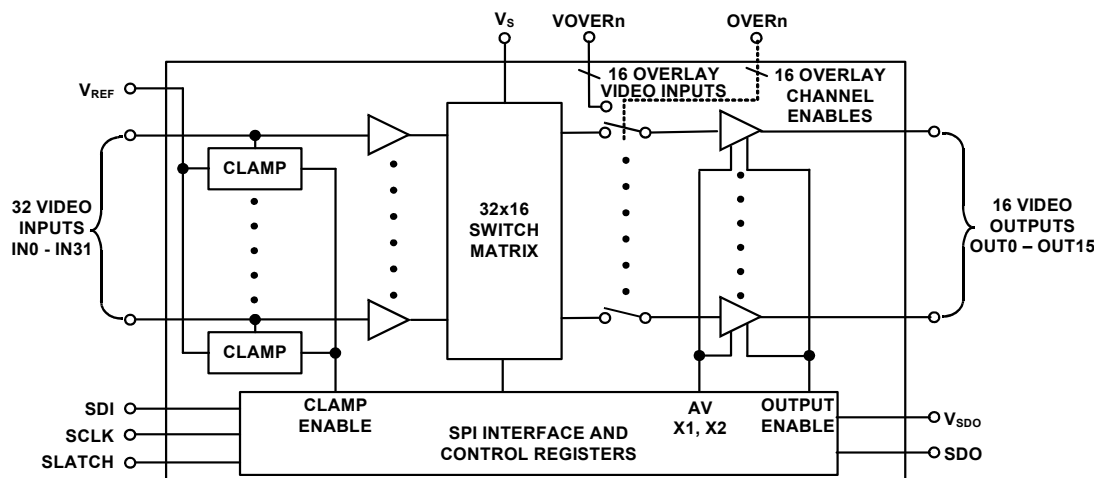 VS
VOVERn
OVERn
VREF
16 OVERLAY
VIDEO INPUTS
16 OVERLAY
CHANNEL
ENABLES
CLAMP
32 VIDEO
INPUTS
IN0 - IN31
32x16
SWITCH
MATRIX
16 VIDEO
OUTPUTS
OUT0 – OUT15
CLAMP
SDI
SCLK
SLATCH
CLAMP
ENABLE
SPI INTERFACE AND
CONTROL REGISTERS
AV
X1, X2
OUTPUT
ENABLE
VSDO
SDO